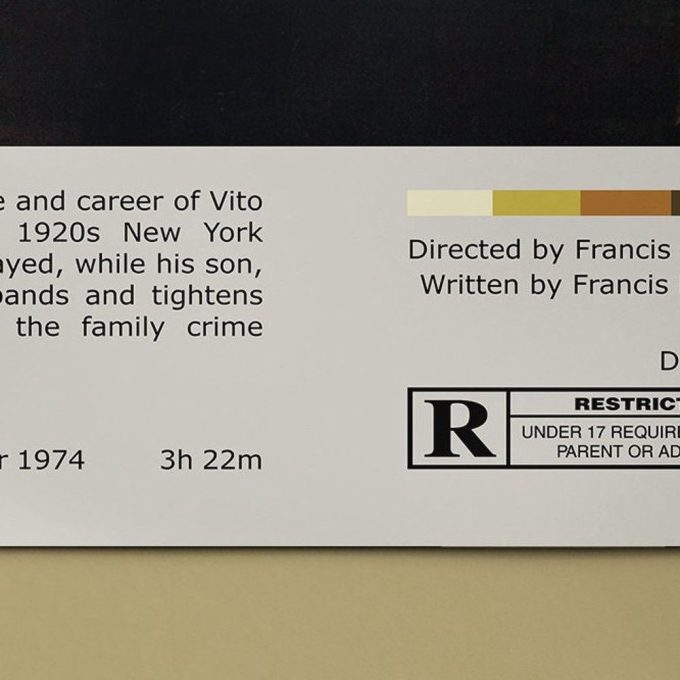 e and career of Vito
1920s New York
ayed, while his son,
pands and tightens
the family crime
r 1974 3h 22m
Directed by Francis
Written by Francis
D
R
RESTRICT
UNDER 17 REQUIRE
PARENT OR AD